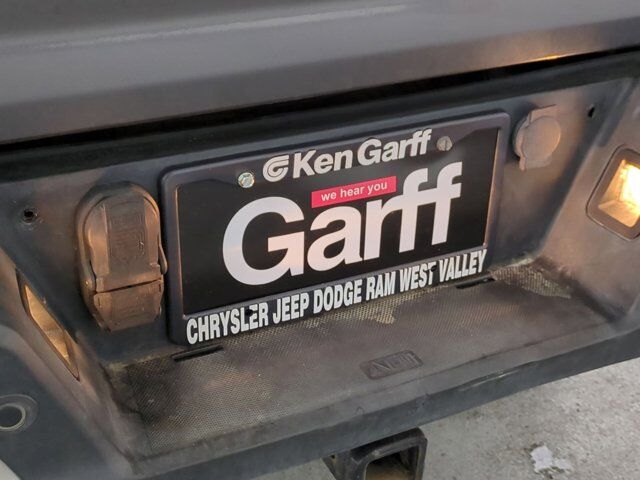 Ken Garff
we hear you
Garff
CHRYSLER JEEP DODGE RAM WEST VALLEY